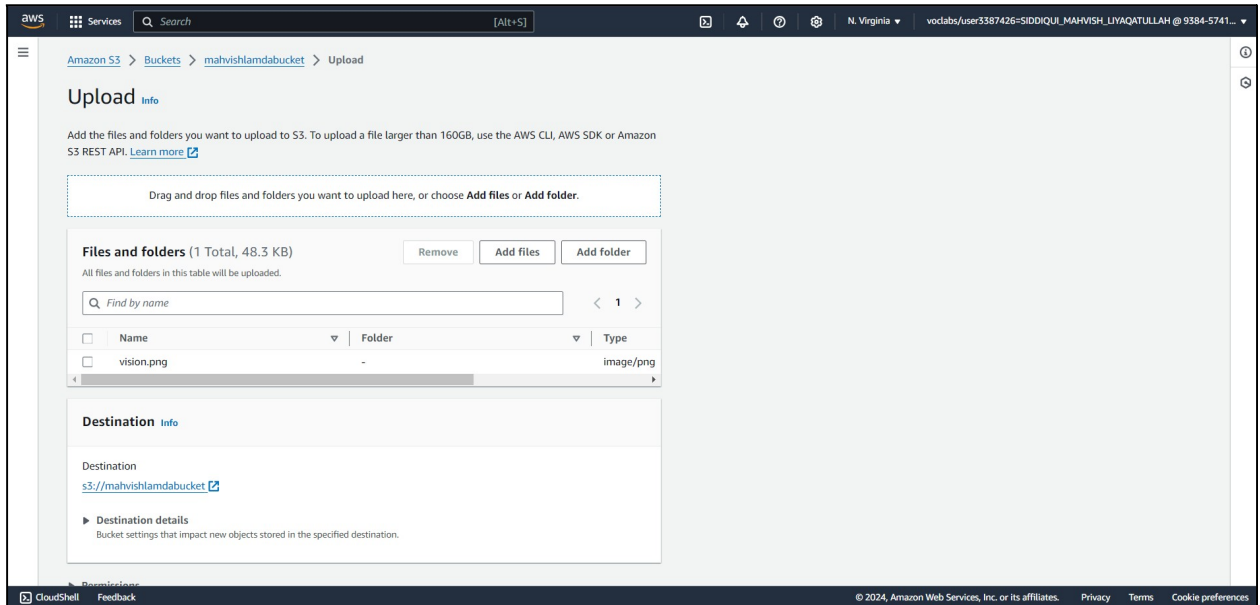 aws Services Search [Alt+S] N. Virginia voclabs/user3387426=SIDDIQUI_MAHVISH_LIYAQATULLAH @ 9384-5741...
Amazon S3 > Buckets > mahvishlamdabucket > Upload
Upload Info
Add the files and folders you want to upload to S3. To upload a file larger than 160GB, use the AWS CLI, AWS SDK or Amazon
S3 REST API. Learn more
Drag and drop files and folders you want to upload here, or choose Add files or Add folder.
Files and folders (1 Total, 48.3 KB) Remove Add files Add folder
All files and folders in this table will be uploaded.
Find by name < 1 >
Name Folder Type
vision.png - image/png
Destination Info
Destination
s3://mahvishlamdabucket
Destination details
Bucket settings that impact new objects stored in the specified destination.
Permissions
CloudShell Feedback © 2024, Amazon Web Services, Inc. or its affiliates. Privacy Terms Cookie preferences